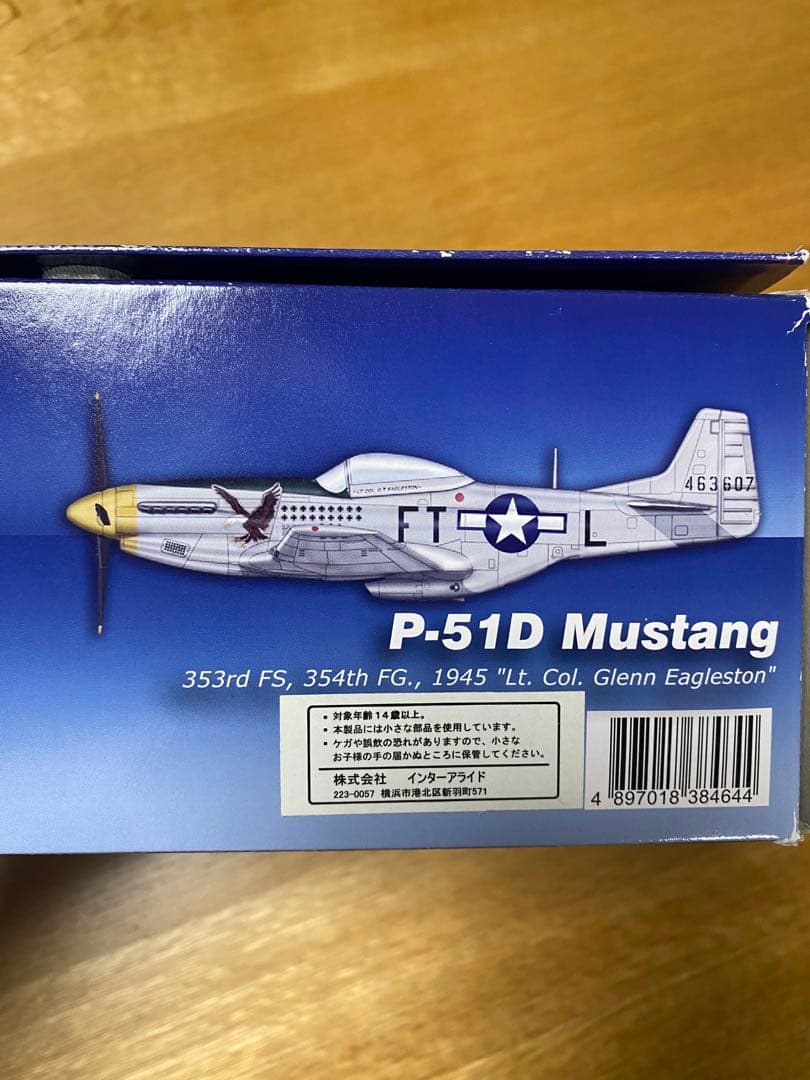 -LT. COL. G.T. EAGLESTON-
463607
FT L
P-51D Mustang
353rd FS, 354th FG., 1945 "Lt. Col. Glenn Eagleston"
・対象年齢14歳以上。
・本製品には小さな部品を使用しています。
・ケガや誤飲の恐れがありますので、小さな
お子様の手の届かぬところに保管してください。
株式会社 インターアライド
223-0057 横浜市港北区新羽町571
4 897018 384644